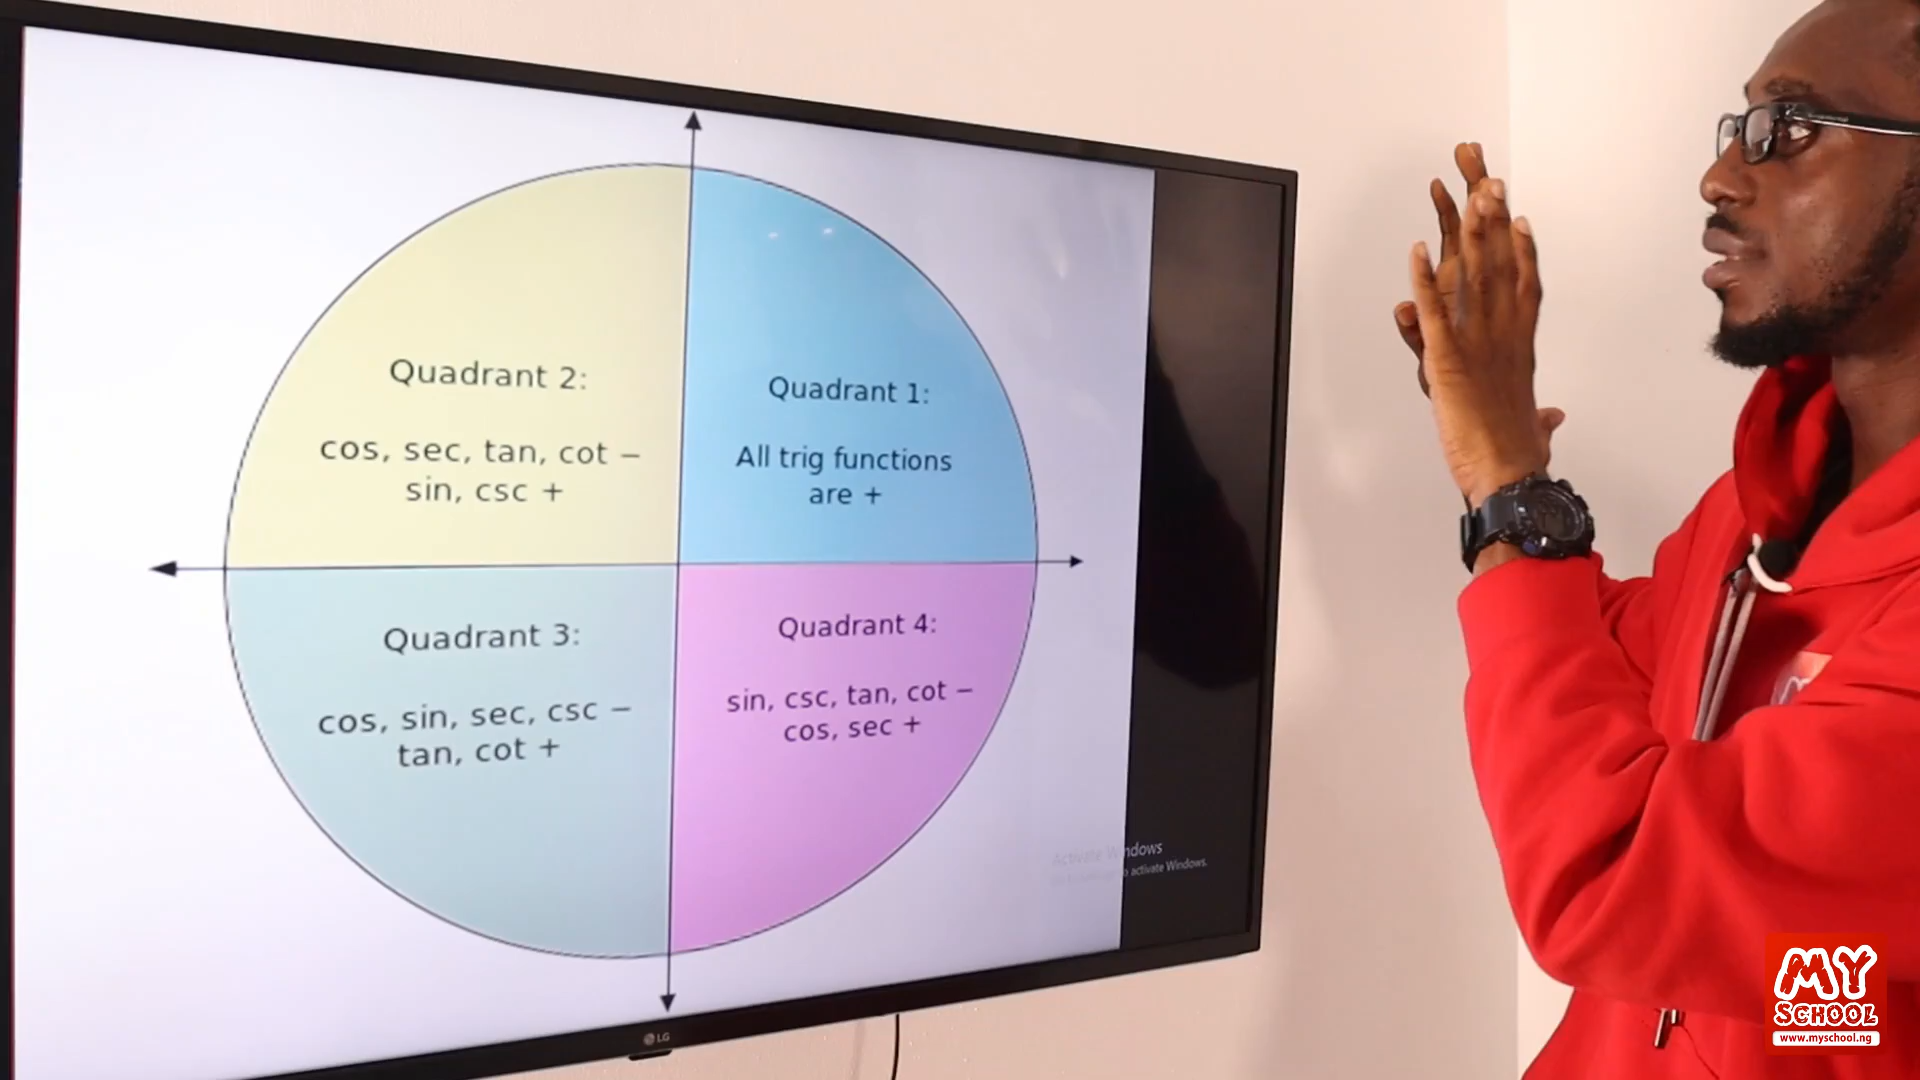 Quadrant 2:
cos, sec, tan, cot −
sin, csc +
Quadrant 1:
All trig functions
are +
Quadrant 3:
cos, sin, sec, csc −
tan, cot +
Quadrant 4:
sin, csc, tan, cot −
cos, sec +
Activate Windows
to activate Windows.
LG
MY
SCHOOL
www.myschool.ng